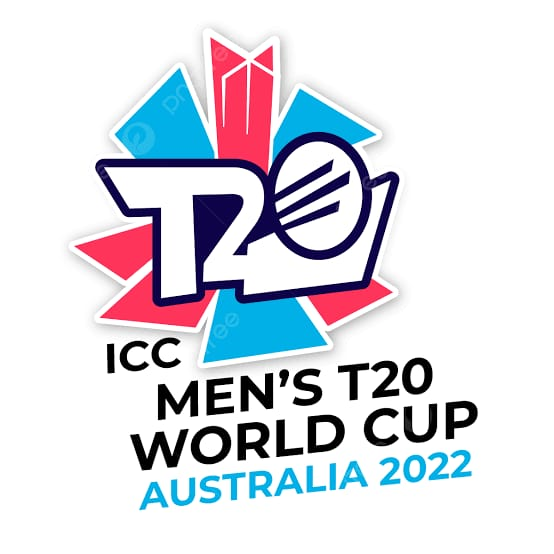 T20
ICC
MEN'S T20
WORLD CUP
AUSTRALIA 2022